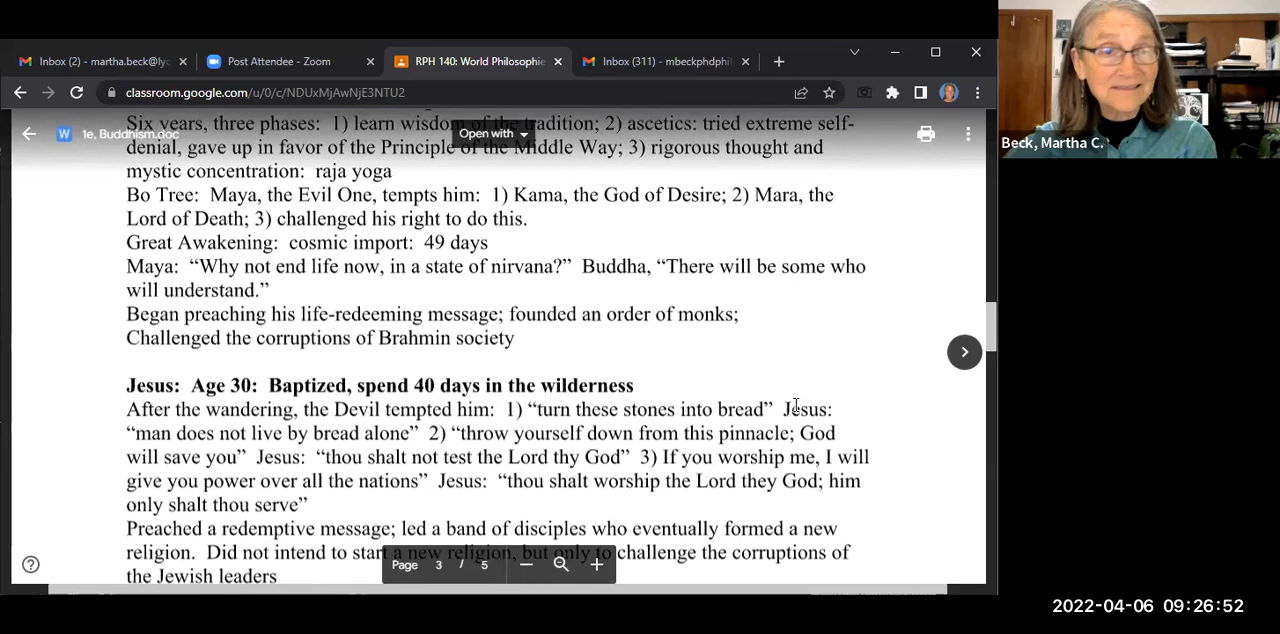 Inbox (2) - martha.beck@lyc
Post Attendee - Zoom
RPH 140: World Philosophie
Inbox (311) - mbeckphdphil
classroom.google.com/u/0/c/NDUxMjAwNjE3NTU2
Six years, three phases: 1) learn wisdom of the tradition; 2) ascetics: tried extreme self-
1e, Buddhism.doc
Open with
denial, gave up in favor of the Principle of the Middle Way; 3) rigorous thought and
mystic concentration: raja yoga
Bo Tree: Maya, the Evil One, tempts him: 1) Kama, the God of Desire; 2) Mara, the
Lord of Death; 3) challenged his right to do this.
Great Awakening: cosmic import: 49 days
Maya: “Why not end life now, in a state of nirvana?” Buddha, “There will be some who
will understand.”
Began preaching his life-redeeming message; founded an order of monks;
Challenged the corruptions of Brahmin society
Jesus: Age 30: Baptized, spend 40 days in the wilderness
After the wandering, the Devil tempted him: 1) “turn these stones into bread” Jesus:
“man does not live by bread alone” 2) “throw yourself down from this pinnacle; God
will save you” Jesus: “thou shalt not test the Lord thy God” 3) If you worship me, I will
give you power over all the nations” Jesus: “thou shalt worship the Lord they God; him
only shalt thou serve”
Preached a redemptive message; led a band of disciples who eventually formed a new
religion. Did not intend to start a new religion, but only to challenge the corruptions of
the Jewish leaders
Page 3 / 5
Beck, Martha C.
2022-04-06 09:26:52